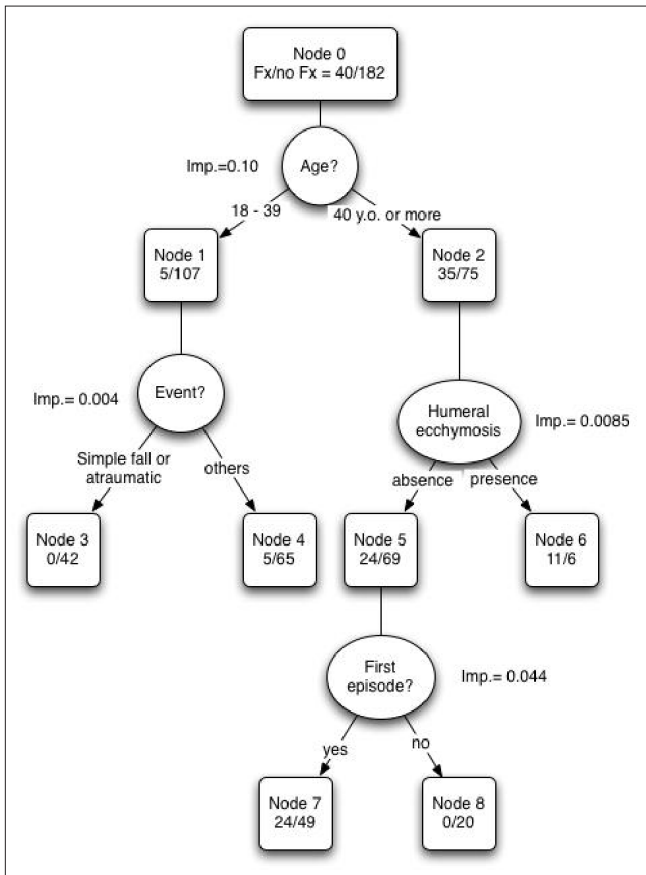 Node 0
Fx/no Fx = 40/182
Imp.=0.10
Age?
18 - 39
40 y.o. or more
Node 1
5/107
Node 2
35/75
Imp.= 0.004
Event?
Humeral
ecchymosis
Imp.= 0.0085
Simple fall or
atraumatic
others
absence
presence
Node 3
0/42
Node 4
5/65
Node 5
24/69
Node 6
11/6
First
episode?
Imp.= 0.044
yes
no
Node 7
24/49
Node 8
0/20